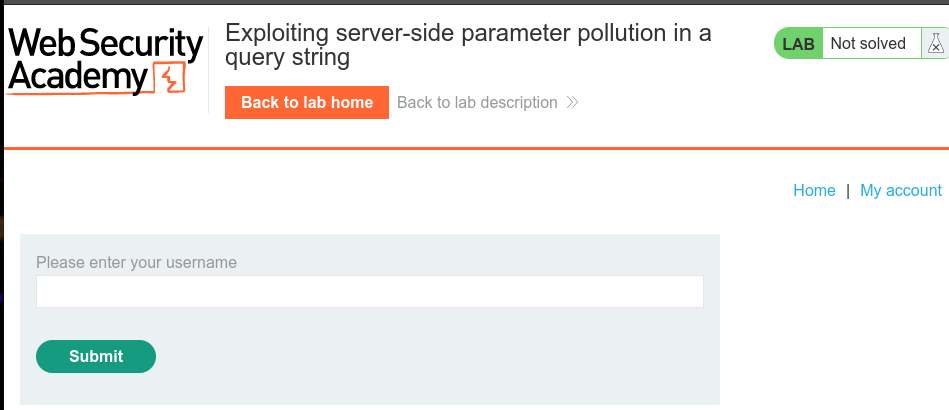 Web Security
Academy
Exploiting server-side parameter pollution in a
query string
Back to lab home
Back to lab description
LAB
Not solved
Home | My account
Please enter your username
Submit